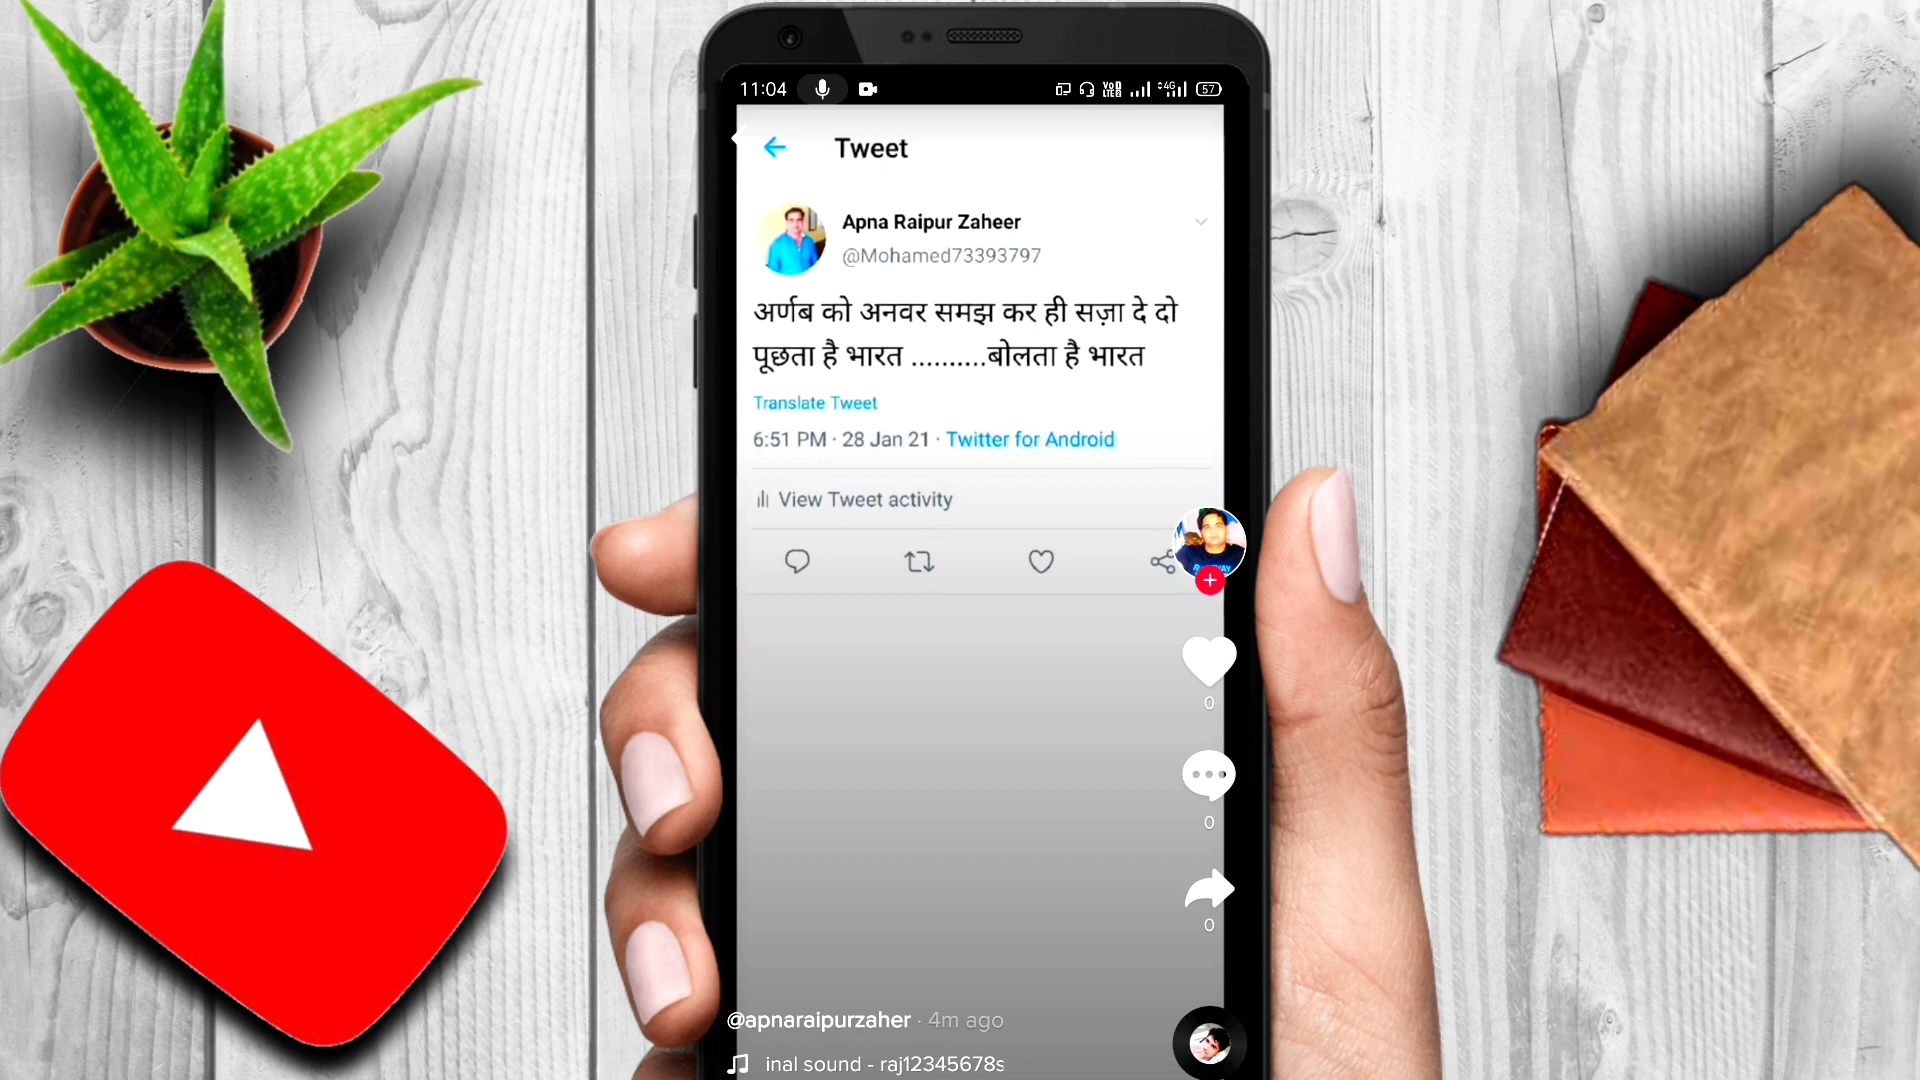 11:04
57
Tweet
Apna Raipur Zaheer
@Mohamed73393797
अर्णब को अनवर समझ कर ही सज़ा दे दो
पूछता है भारत ..........बोलता है भारत
Translate Tweet
6:51 PM · 28 Jan 21 · Twitter for Android
View Tweet activity
0
0
0
@apnaraipurzaher · 4m ago
inal sound - raj12345678s